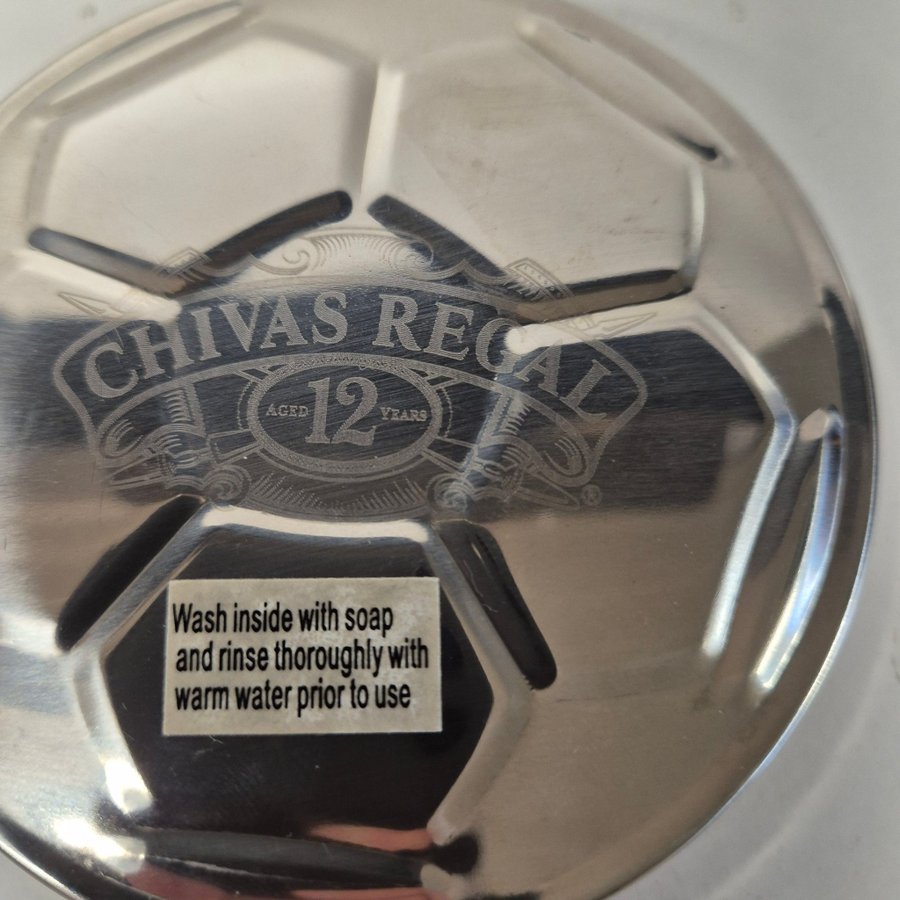 CHIVAS REGAL
AGED 12 YEARS
®
Wash inside with soap
and rinse thoroughly with
warm water prior to use